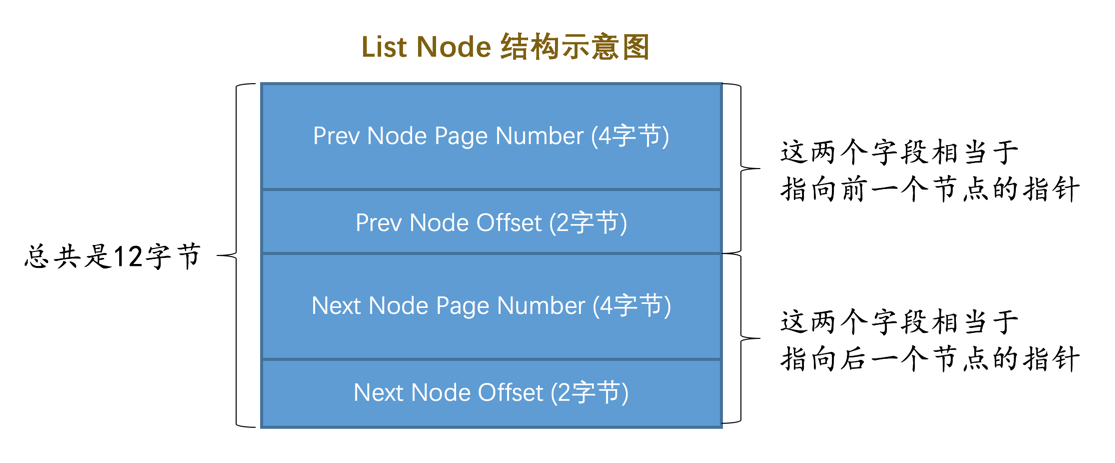 List Node 结构示意图
Prev Node Page Number (4字节)
Prev Node Offset (2字节)
Next Node Page Number (4字节)
Next Node Offset (2字节)
总共是12字节
这两个字段相当于
指向前一个节点的指针
这两个字段相当于
指向后一个节点的指针